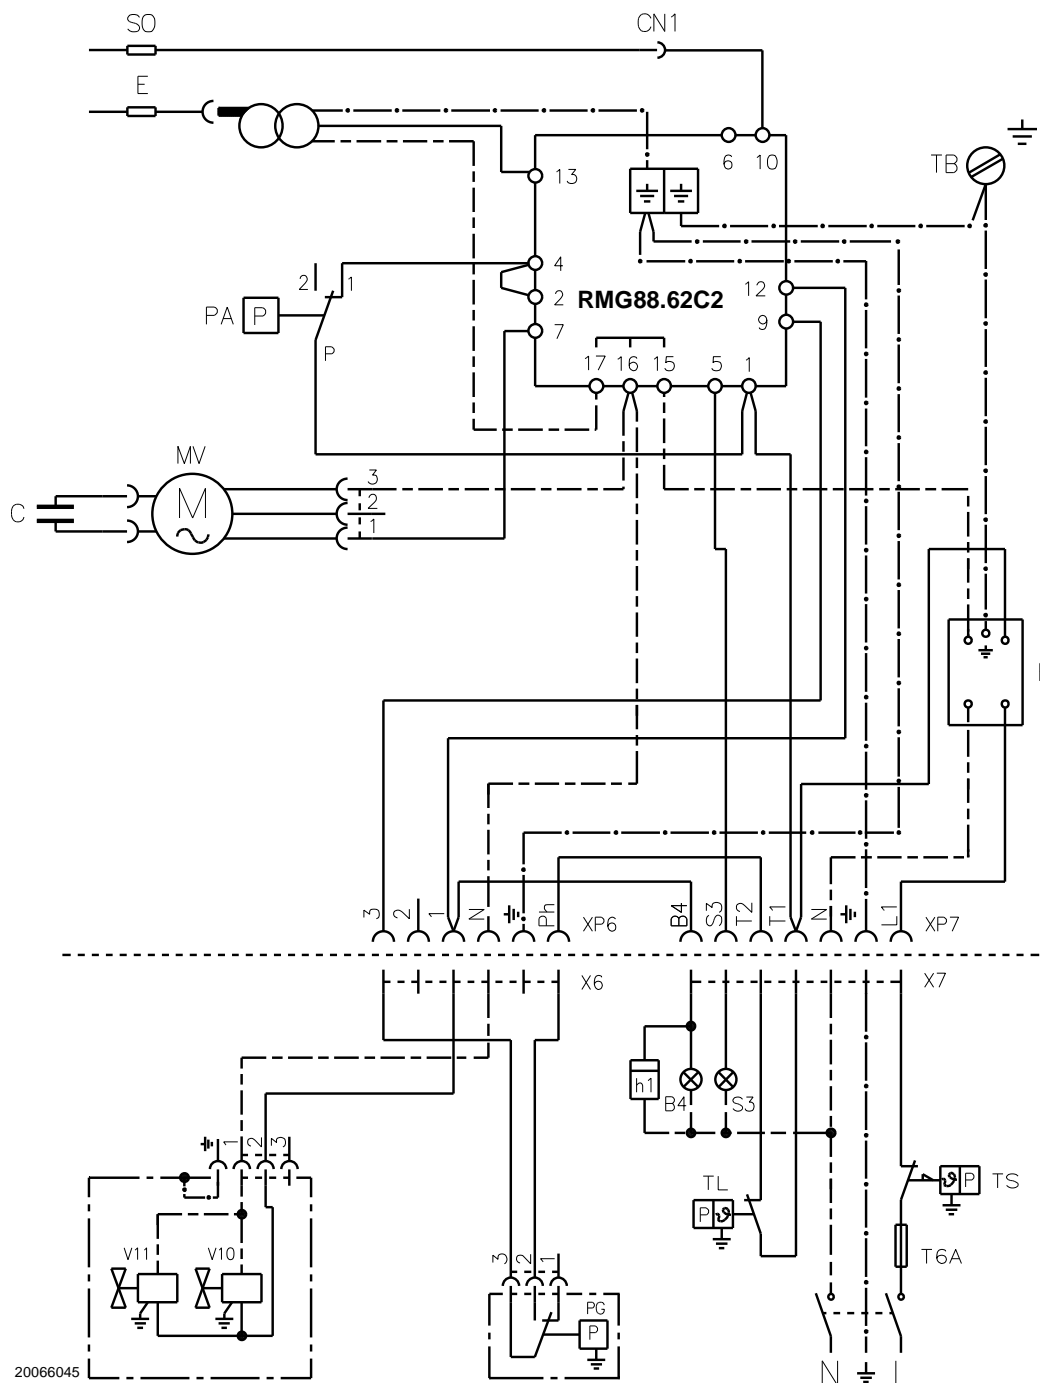 SO CN1
E
6 10 TB
13
4
2 1 12
PA P 2 RMG88.62C2
9
7
P
17 16 15 5 1
MV
3
C M 2
1
3 2 1 N Ph XP6 B4 S3 T2 T1 N L1 XP7
X6 X7
h1
B4 S3
1 2 3
TL P TS
P
V11 V10 3 2 1 T6A
PG
P
20066045
N